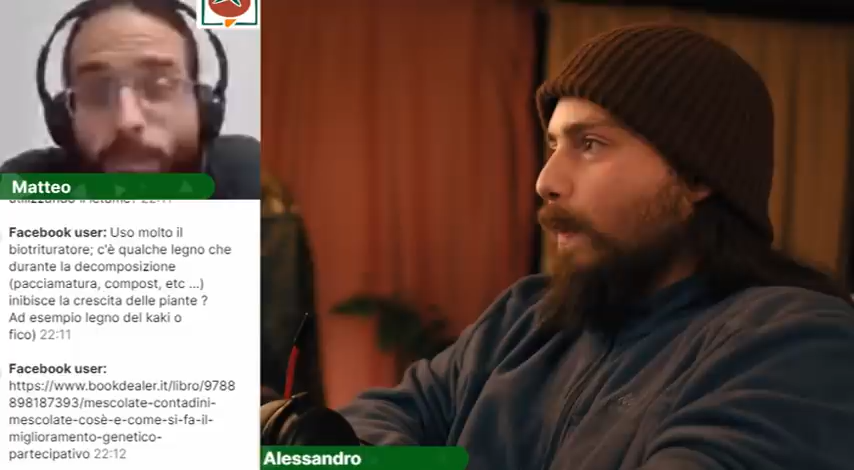 Matteo
22:11
Facebook user: Uso molto il
biotrituratore; c'è qualche legno che
durante la decomposizione
(pacciamatura, compost, etc ...)
inibisce la crescita delle piante ?
Ad esempio legno del kaki o
fico) 22:11
Facebook user:
https://www.bookdealer.it/libro/9788
898187393/mescolate-contadini-
mescolate-cosè-e-come-si-fa-il-
miglioramento-genetico-
partecipativo 22:12
Alessandro